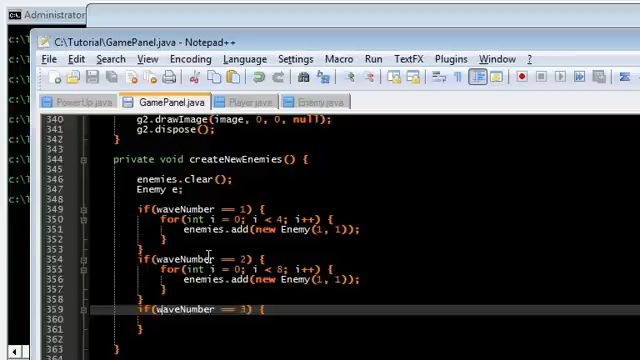 Administrator
C:\Tutorial\GamePanel.java - Notepad++
File Edit Search View Encoding Language Settings Macro Run TextFX Plugins Window ?
PowerUp.java GamePanel.java Player.java Enemy.java
340 g2.drawImage(image, 0, 0, null);
341 g2.dispose();
342 }
343
344 private void createNewEnemies() {
345
346 enemies.clear();
347 Enemy e;
348
349 if(waveNumber == 1) {
350 for(int i = 0; i < 4; i++) {
351 enemies.add(new Enemy(1, 1));
352 }
353 }
354 if(waveNumber == 2) {
355 for(int i = 0; i < 8; i++) {
356 enemies.add(new Enemy(1, 1));
357 }
358 }
359 if(waveNumber == 3) {
360
361 }
362
363 }